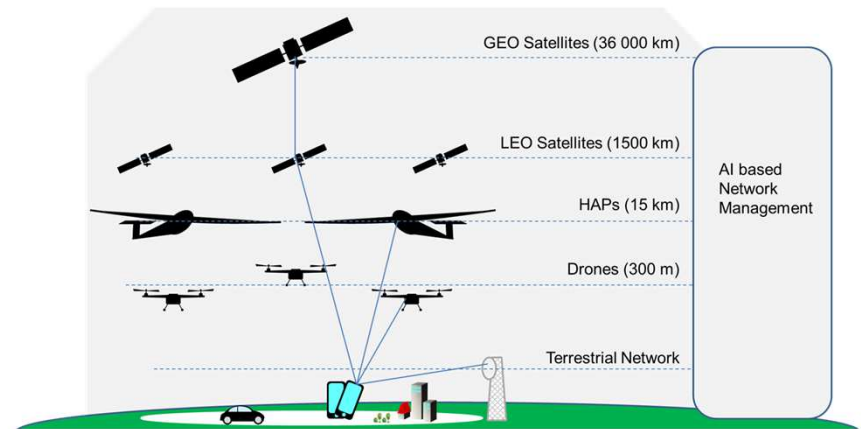 GEO Satellites (36 000 km)
LEO Satellites (1500 km)
AI based
Network
Management
HAPs (15 km)
Drones (300 m)
Terrestrial Network